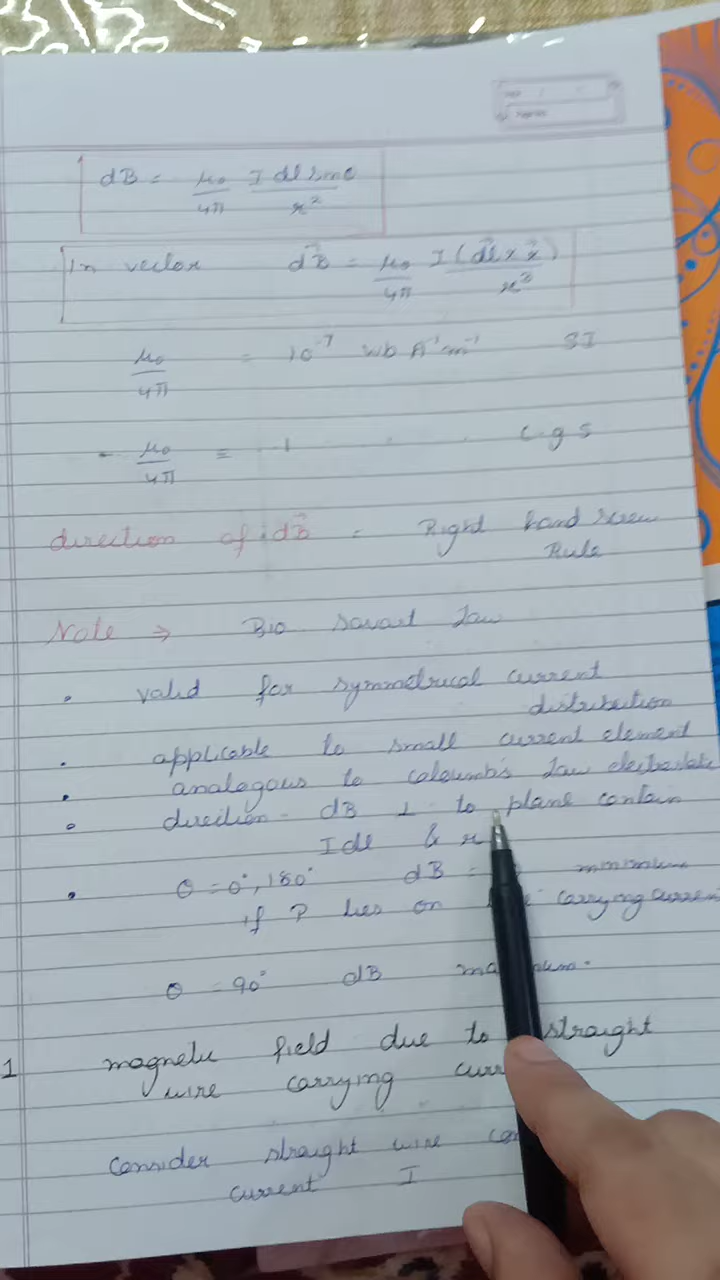 dB = μ₀/4π I dl sinθ/r²
In vector dB⃗ = μ₀/4π I (dl⃗ x r⃗)/r³
μ₀/4π = 10⁻⁷ wb A⁻¹m⁻¹ SI
- μ₀/4π = 1 C.g S
direction of dB⃗ = Right hand screw
Rule
Note ⇒ Bio savart Law
• valid for symmetrical current
distribution
• applicable to small current element
• analogous to coloumb's Law
• direction - dB ⊥ to plane contain
Idl & r
• θ = 0°, 180° dB = minimum
if P lies on carrying current
θ = 90° dB
1 magnetic field due to straight
wire carrying
Consider straight wire
current I